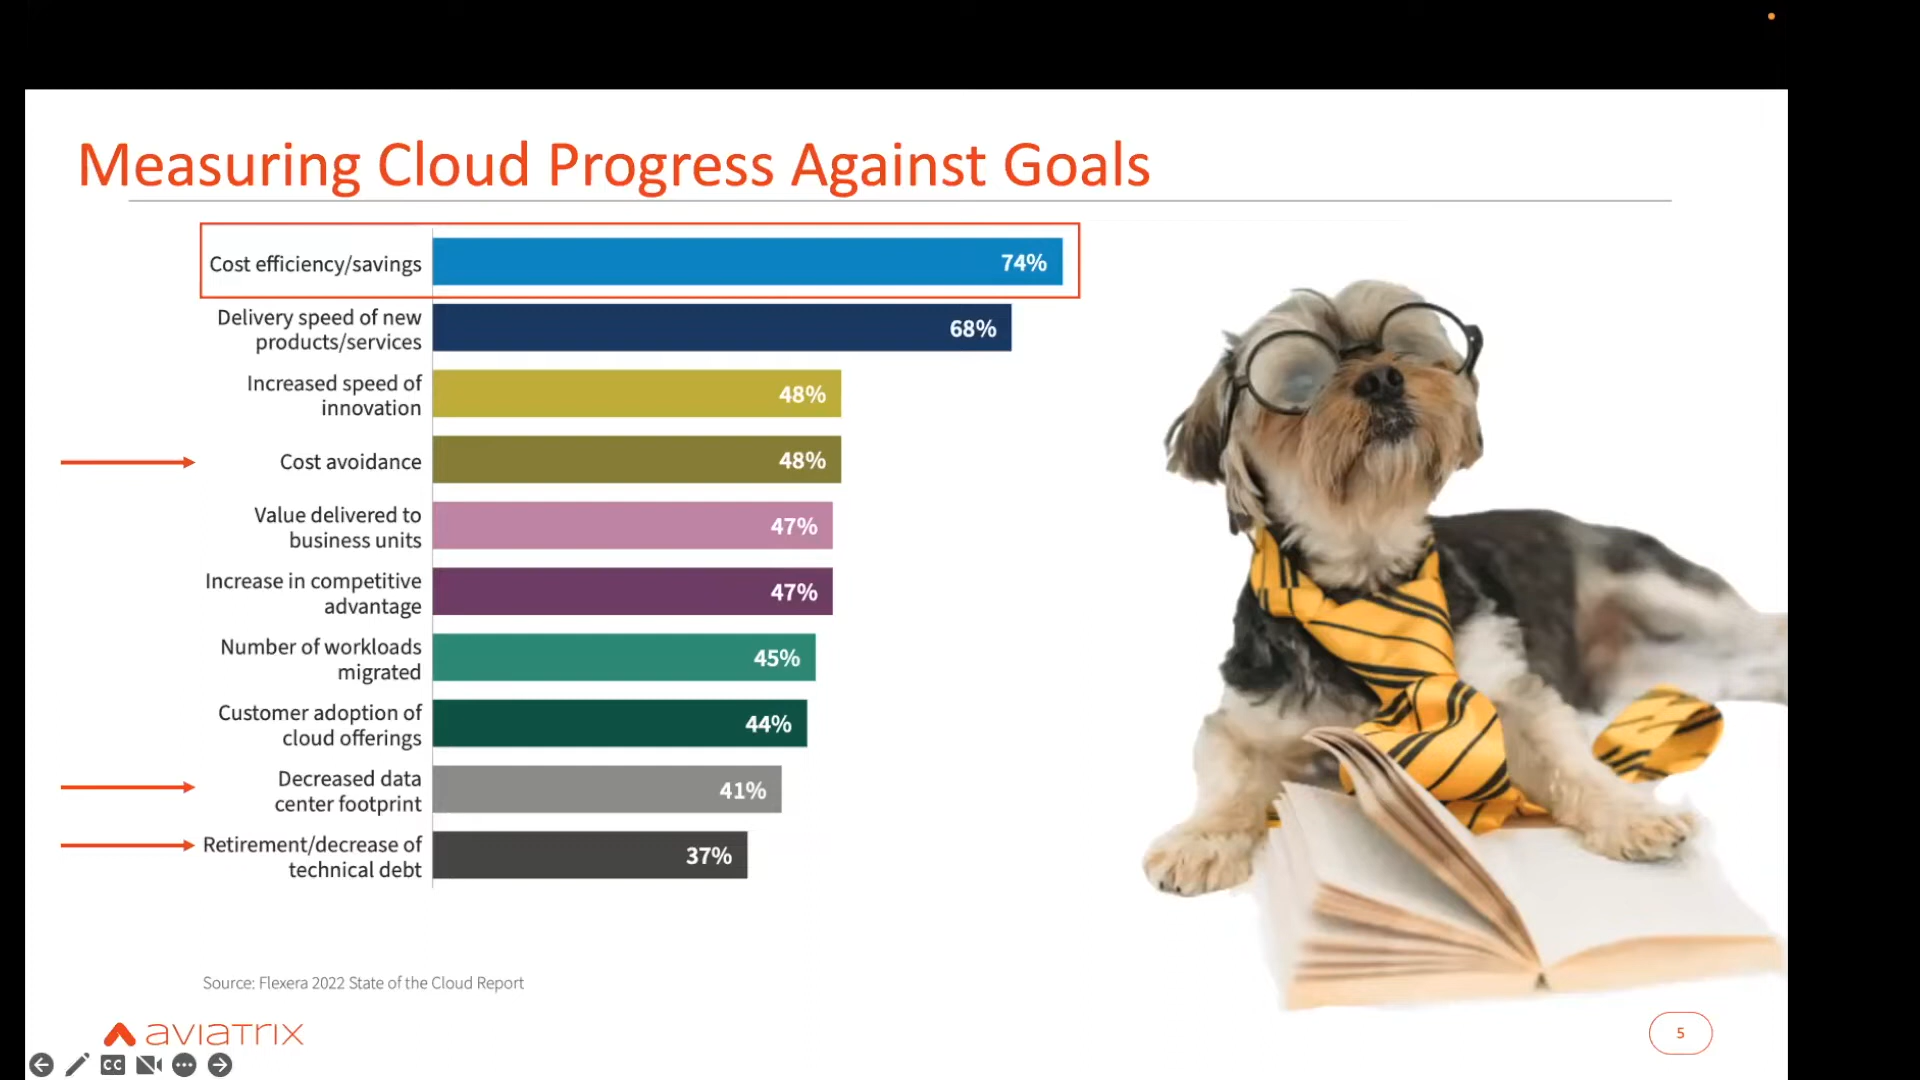 Measuring Cloud Progress Against Goals
Cost efficiency/savings
74%
Delivery speed of new
products/services
68%
Increased speed of
innovation
48%
Cost avoidance
48%
Value delivered to
business units
47%
Increase in competitive
advantage
47%
Number of workloads
migrated
45%
Customer adoption of
cloud offerings
44%
Decreased data
center footprint
41%
Retirement/decrease of
technical debt
37%
Source: Flexera 2022 State of the Cloud Report
aviatrix
5
CC